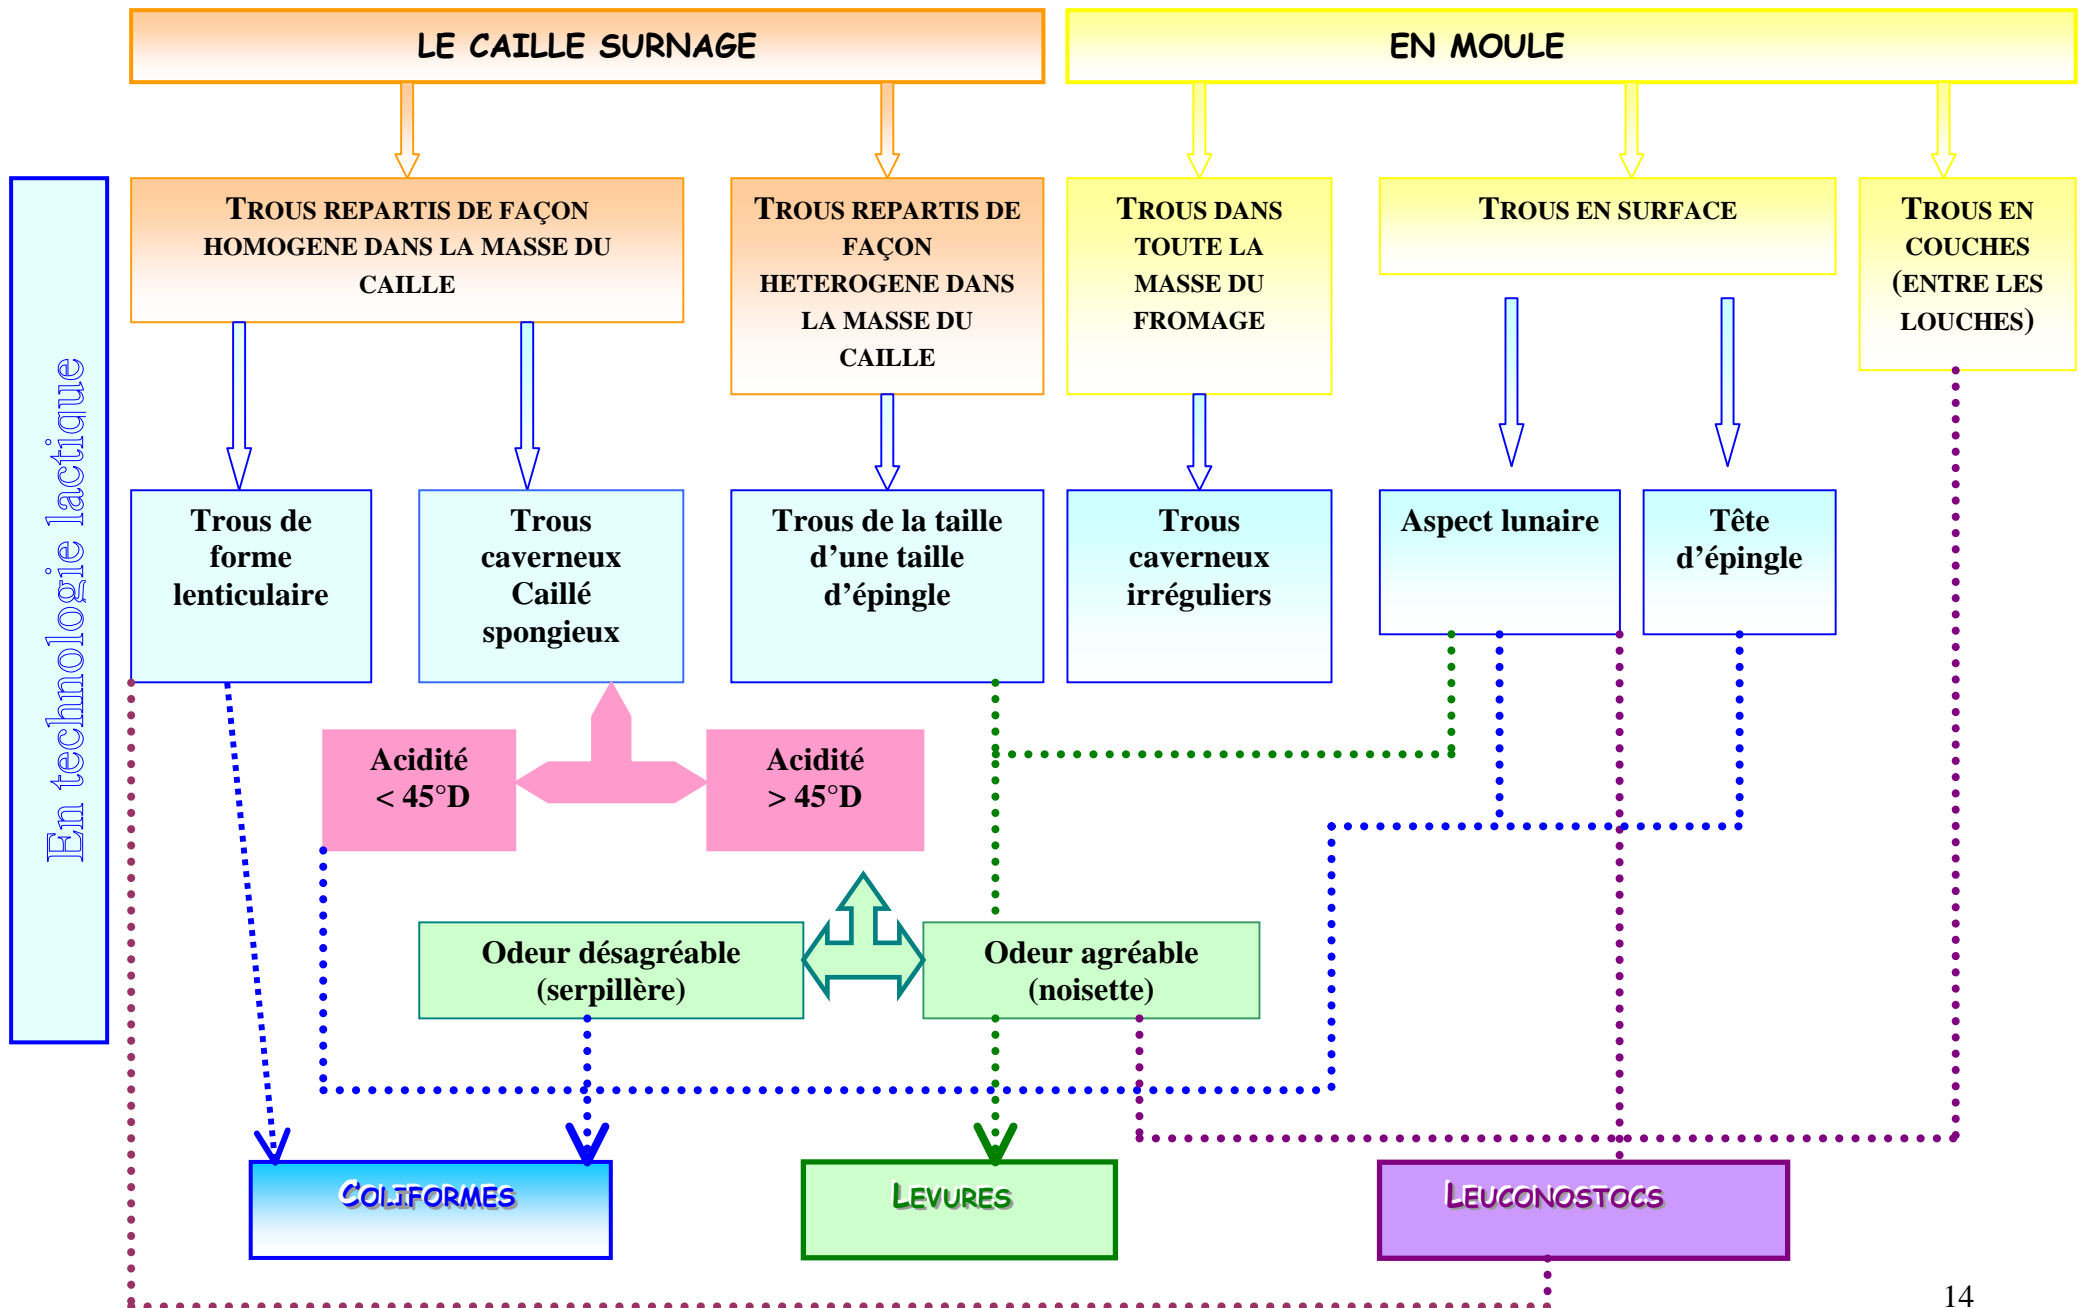 LE CAILLE SURNAGE
EN MOULE
TROUS REPARTIS DE FAÇON
HOMOGENE DANS LA MASSE DU
CAILLE
TROUS REPARTIS DE
FAÇON
HETEROGENE DANS
LA MASSE DU
CAILLE
TROUS DANS
TOUTE LA
MASSE DU
FROMAGE
TROUS EN SURFACE
TROUS EN
COUCHES
(ENTRE LES
LOUCHES)
En technologie lactique
Trous de
forme
lenticulaire
Trous
caverneux
Caillé
spongieux
Trous de la taille
d’une taille
d’épingle
Trous
caverneux
irréguliers
Aspect lunaire
Tête
d’épingle
Acidité
< 45°D
Acidité
> 45°D
Odeur désagréable
(serpillère)
Odeur agréable
(noisette)
COLIFORMES
LEVURES
LEUCONOSTOCS
14